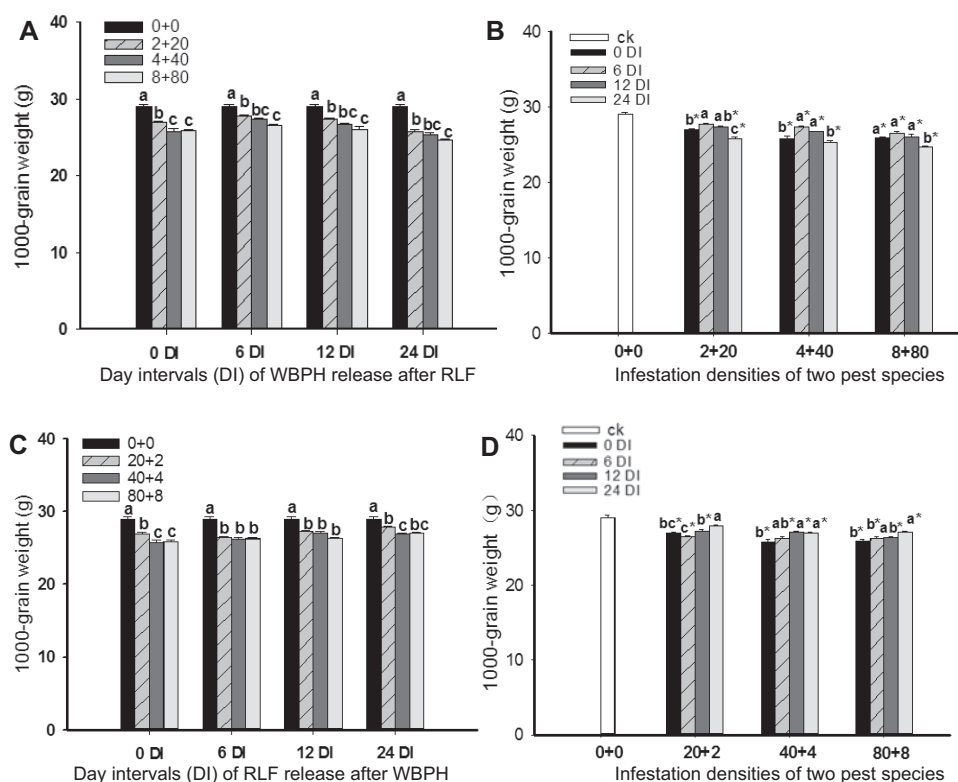 A
40
30
20
10
0
1000-grain weight (g)
0+0
2+20
4+40
8+80
a b c c
a b bc c
a b bc c
a b bc c
0 DI 6 DI 12 DI 24 DI
Day intervals (DI) of WBPH release after RLF
B
40
30
20
10
0
1000-grain weight (g)
ck
0 DI
6 DI
12 DI
24 DI
b* a ab* c*
b* a* a* b*
a* a* a* b*
0+0 2+20 4+40 8+80
Infestation densities of two pest species
C
40
30
20
10
0
1000-grain weight (g)
0+0
20+2
40+4
80+8
a b c c
a b b b
a b b b
a b c bc
0 DI 6 DI 12 DI 24 DI
Day intervals (DI) of RLF release after WBPH
D
40
30
20
10
0
1000-grain weight (g)
ck
0 DI
6 DI
12 DI
24 DI
bc* c* b* a
b* ab* a* a*
b* b* b* a*
0+0 20+2 40+4 80+8
Infestation densities of two pest species